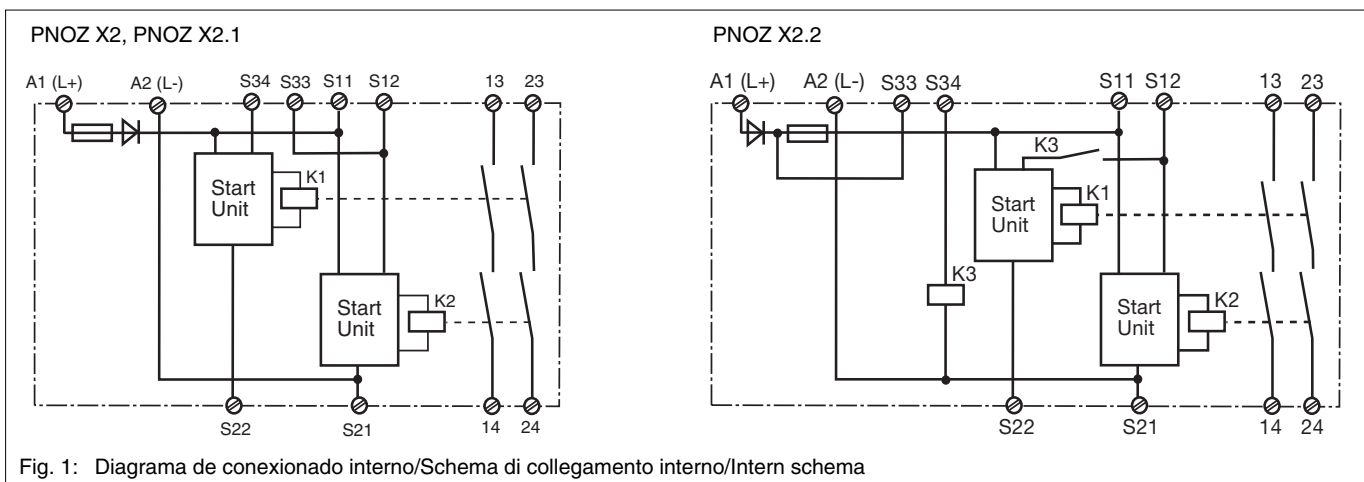 PNOZ X2, PNOZ X2.1
A1 (L+) A2 (L-) S34 S33 S11 S12 13 23
Start
Unit
K1
Start
Unit
K2
S22 S21 14 24
PNOZ X2.2
A1 (L+) A2 (L-) S33 S34 S11 S12 13 23
K3
Start
Unit
K1
K3
Start
Unit
K2
S22 S21 14 24
Fig. 1: Diagrama de conexionado interno/Schema di collegamento interno/Intern schema